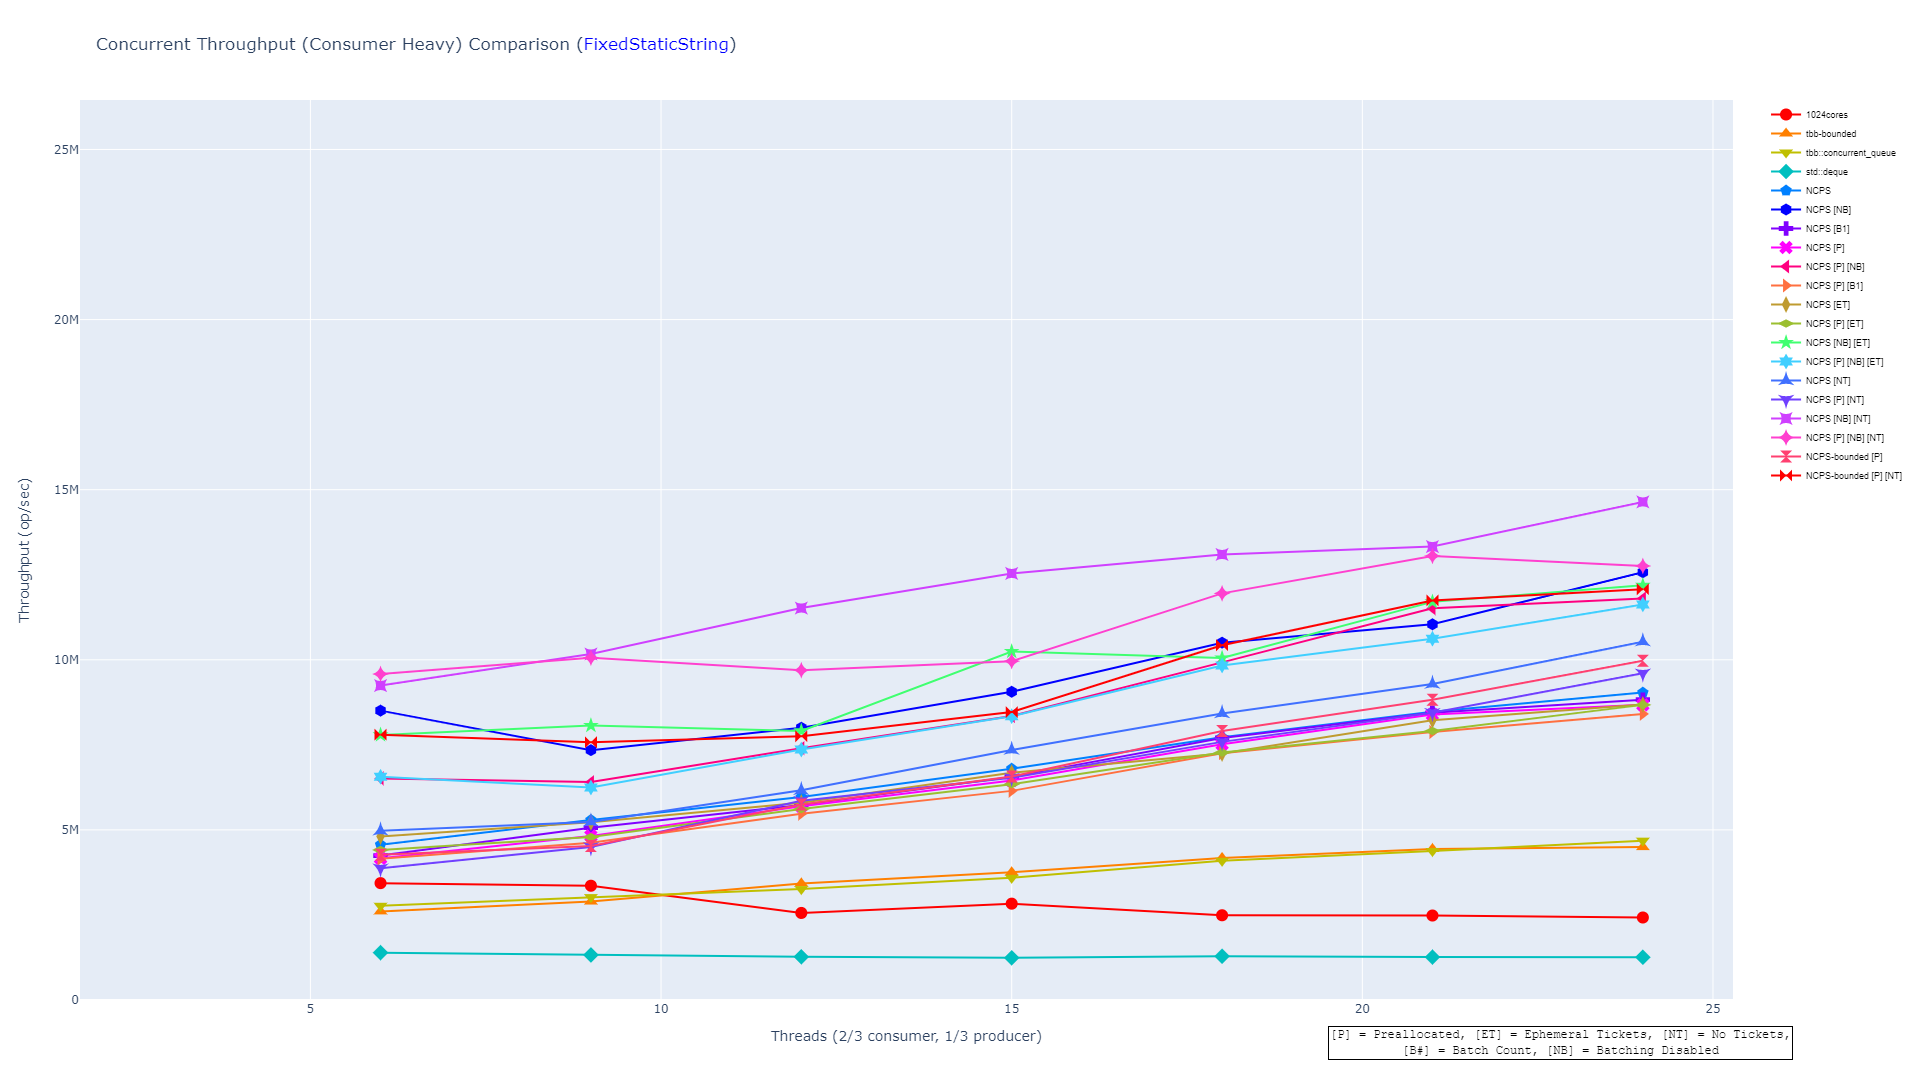 Concurrent Throughput (Consumer Heavy) Comparison (FixedStaticString)
25M
20M
15M
10M
5M
0
Throughput (op/sec)
5
10
15
20
25
Threads (2/3 consumer, 1/3 producer)
1024cores
tbb-bounded
tbb::concurrent_queue
std::deque
NCPS
NCPS [NB]
NCPS [B1]
NCPS [P]
NCPS [P] [NB]
NCPS [P] [B1]
NCPS [ET]
NCPS [P] [ET]
NCPS [NB] [ET]
NCPS [P] [NB] [ET]
NCPS [NT]
NCPS [P] [NT]
NCPS [NB] [NT]
NCPS [P] [NB] [NT]
NCPS-bounded [P]
NCPS-bounded [P] [NT]
[P] = Preallocated, [ET] = Ephemeral Tickets, [NT] = No Tickets,
[B#] = Batch Count, [NB] = Batching Disabled